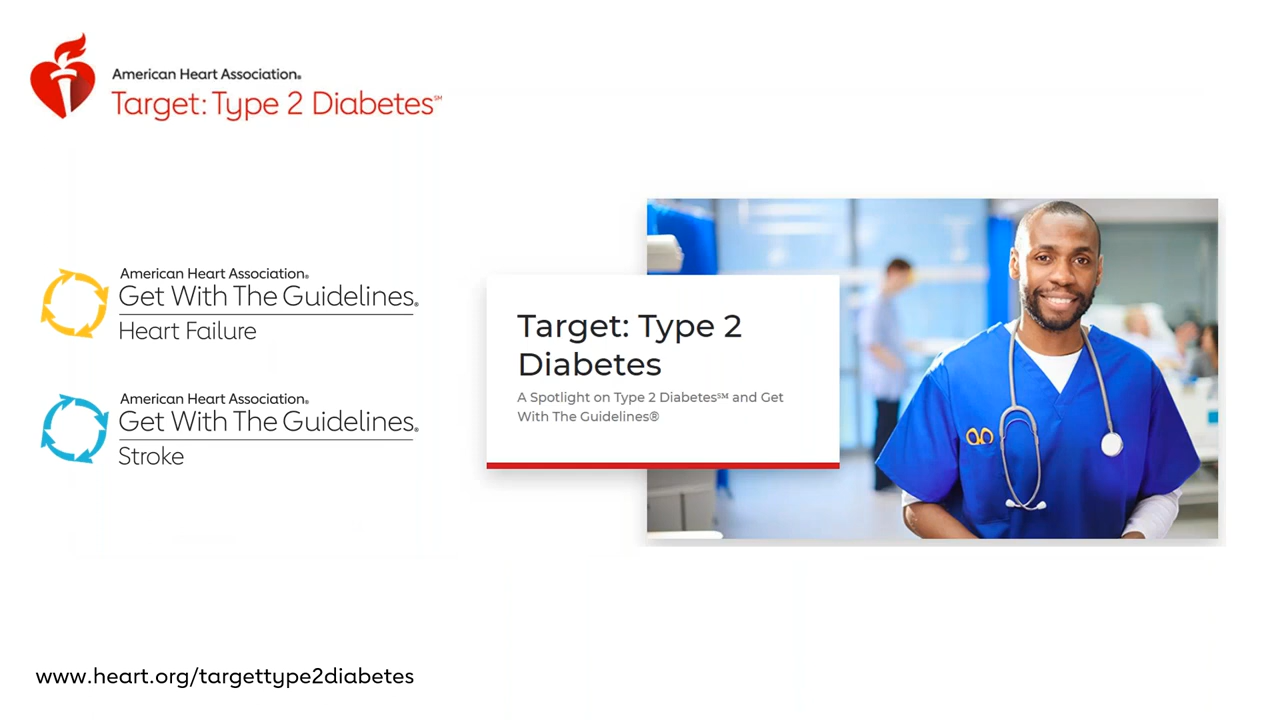 American Heart Association®
Target: Type 2 Diabetes℠
American Heart Association®
Get With The Guidelines®
Heart Failure
American Heart Association®
Get With The Guidelines®
Stroke
Target: Type 2
Diabetes
A Spotlight on Type 2 Diabetes℠ and Get
With The Guidelines®
www.heart.org/targettype2diabetes